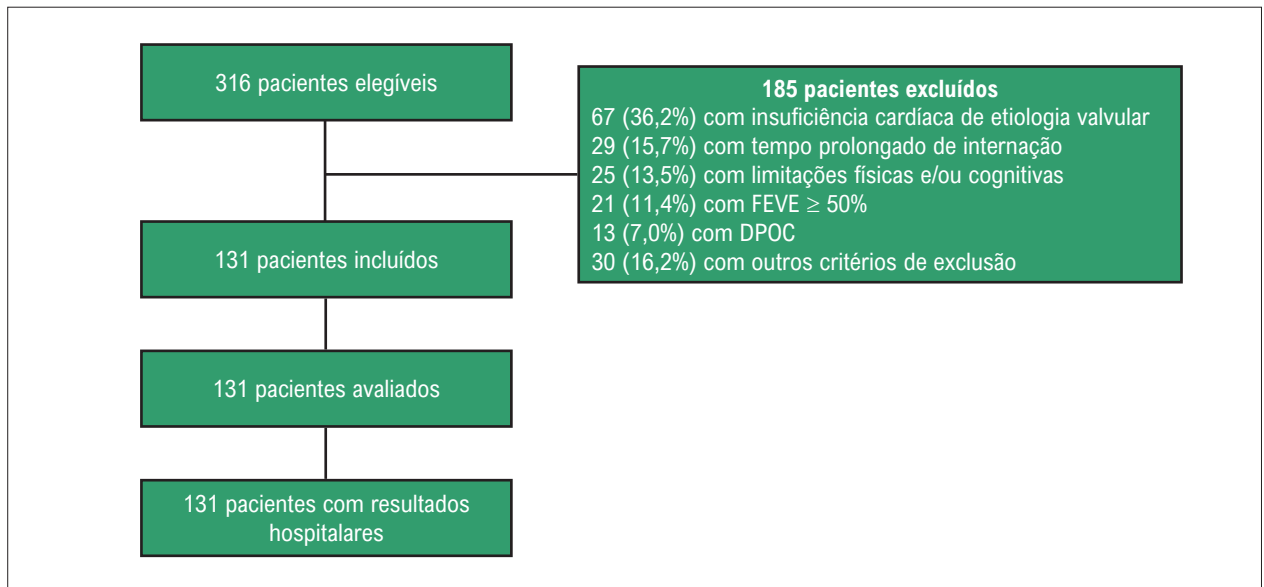 316 pacientes elegíveis
185 pacientes excluídos
67 (36,2%) com insuficiência cardíaca de etiologia valvular
29 (15,7%) com tempo prolongado de internação
25 (13,5%) com limitações físicas e/ou cognitivas
21 (11,4%) com FEVE ≥ 50%
13 (7,0%) com DPOC
30 (16,2%) com outros critérios de exclusão
131 pacientes incluídos
131 pacientes avaliados
131 pacientes com resultados
hospitalares